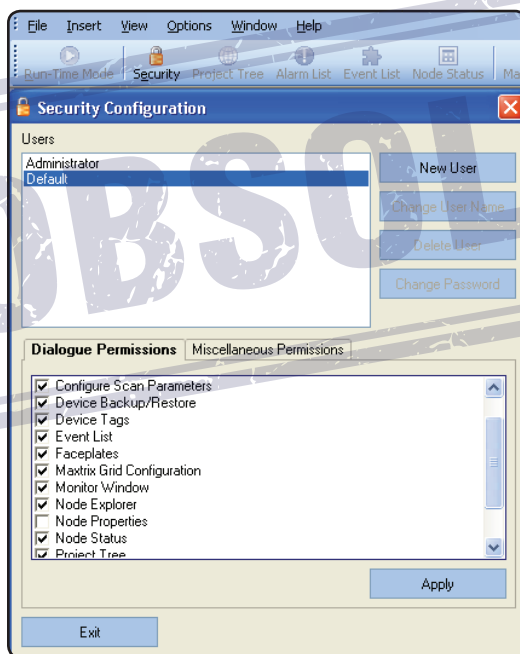 File Insert View Options Window Help
Run-Time Mode Security Project Tree Alarm List Event List Node Status Ma
Security Configuration
Users
Administrator
Default
New User
Change User Name
Delete User
Change Password
OBSOL
Dialogue Permissions Miscellaneous Permissions
Configure Scan Parameters
Device Backup/Restore
Device Tags
Event List
Faceplates
Maxtrix Grid Configuration
Monitor Window
Node Explorer
Node Properties
Node Status
Project Tree
Apply
Exit